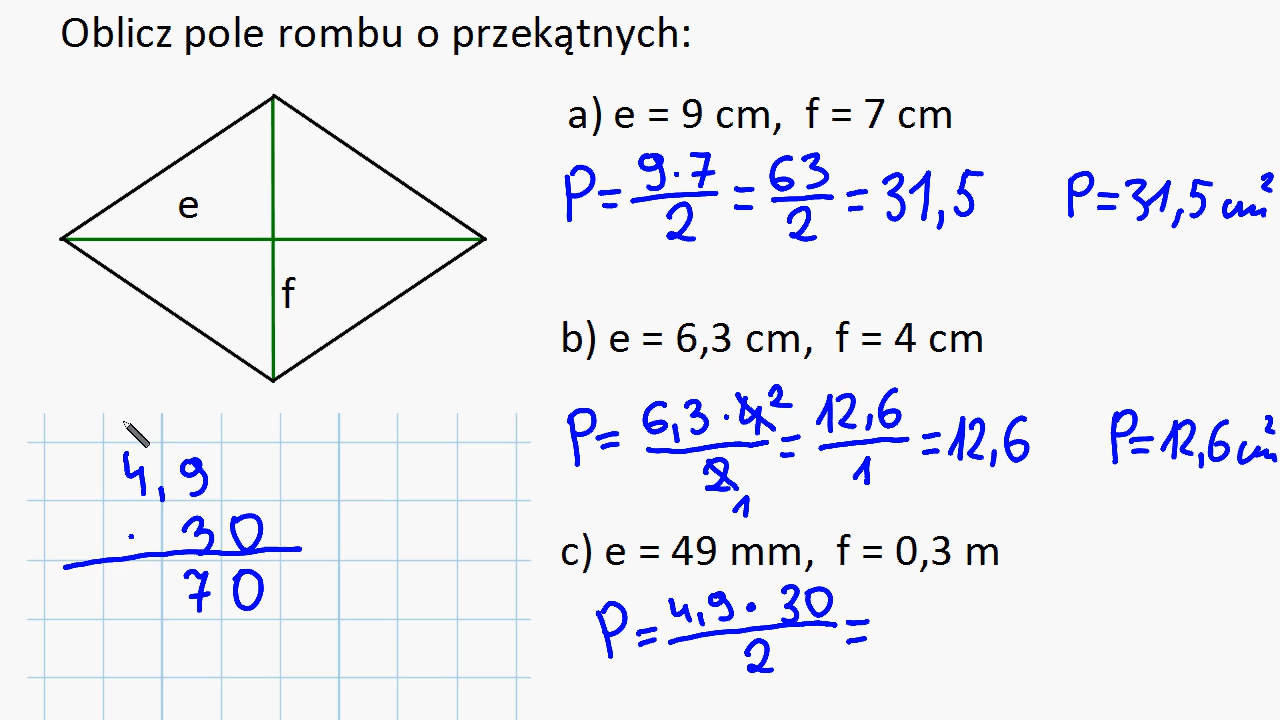 Oblicz pole rombu o przekątnych:
e
f
a) e = 9 cm, f = 7 cm
P = 9·7/2 = 63/2 = 31,5 P = 31,5 cm²
b) e = 6,3 cm, f = 4 cm
P = 6,3·4 2/2 1 = 12,6/1 = 12,6 P = 12,6 cm²
c) e = 49 mm, f = 0,3 m
P = 4,9·30/2 =
4,9
· 30
70